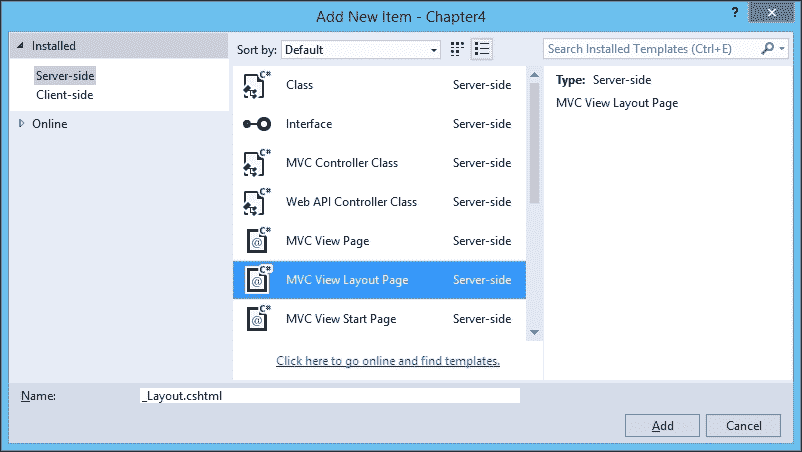 Add New Item - Chapter4
?
×
Installed
Server-side
Client-side
Online
Sort by: Default
Search Installed Templates (Ctrl+E)
C# Class Server-side
Interface Server-side
C# MVC Controller Class Server-side
C# Web API Controller Class Server-side
C# @ MVC View Page Server-side
C# @ MVC View Layout Page Server-side
C# @ MVC View Start Page Server-side
Click here to go online and find templates.
Type: Server-side
MVC View Layout Page
Name: _Layout.cshtml
Add Cancel